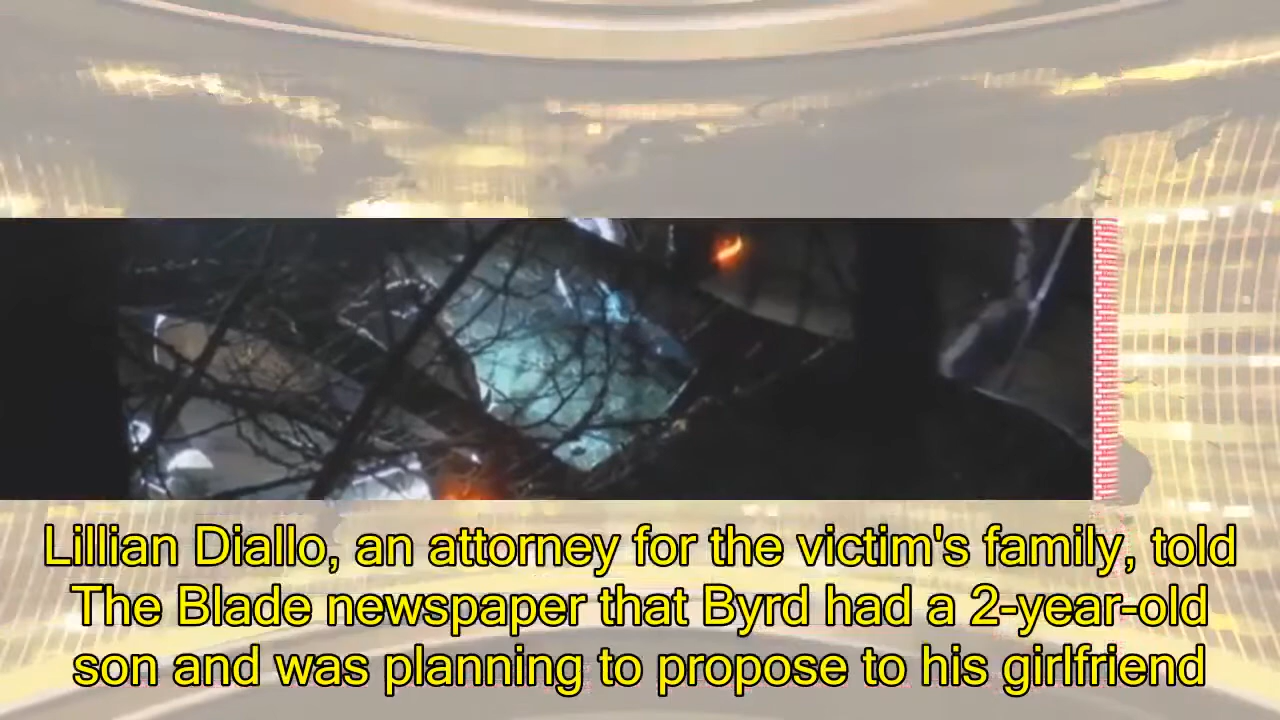 Lillian Diallo, an attorney for the victim's family, told
The Blade newspaper that Byrd had a 2-year-old
son and was planning to propose to his girlfriend